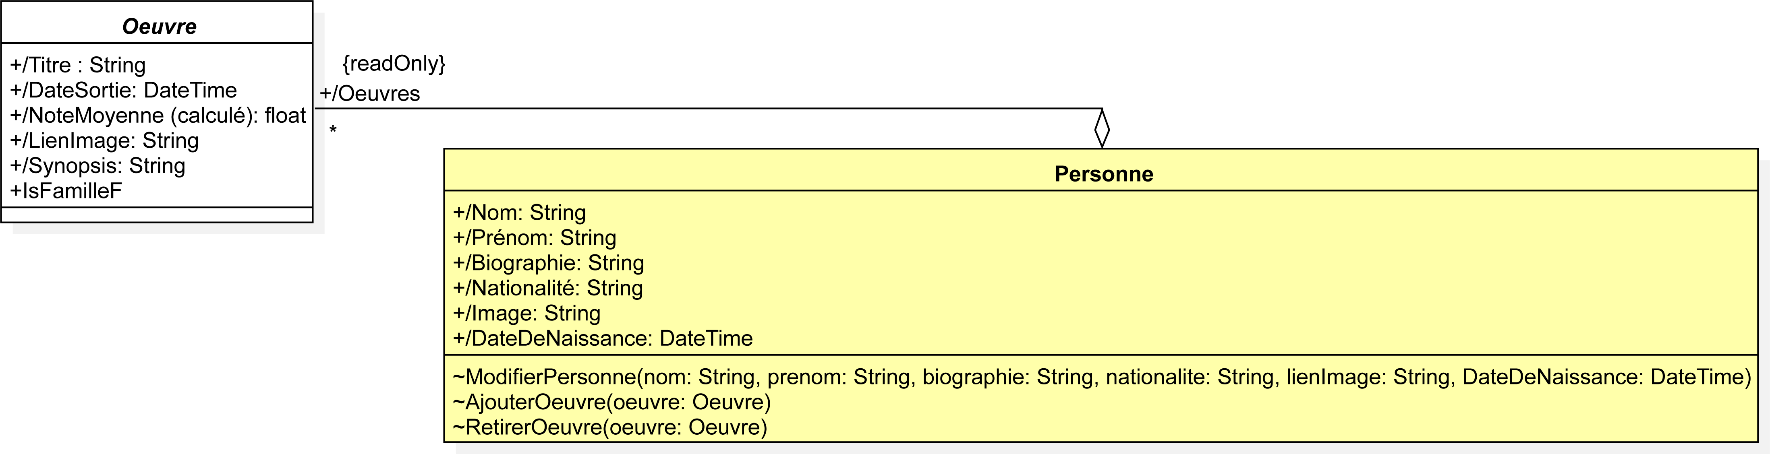 Oeuvre
+/Titre : String
+/DateSortie: DateTime
+/NoteMoyenne (calculé): float
+/LienImage: String
+/Synopsis: String
+IsFamilleF
{readOnly}
+/Oeuvres
*
Personne
+/Nom: String
+/Prénom: String
+/Biographie: String
+/Nationalité: String
+/Image: String
+/DateDeNaissance: DateTime
~ModifierPersonne(nom: String, prenom: String, biographie: String, nationalite: String, lienImage: String, DateDeNaissance: DateTime)
~AjouterOeuvre(oeuvre: Oeuvre)
~RetirerOeuvre(oeuvre: Oeuvre)